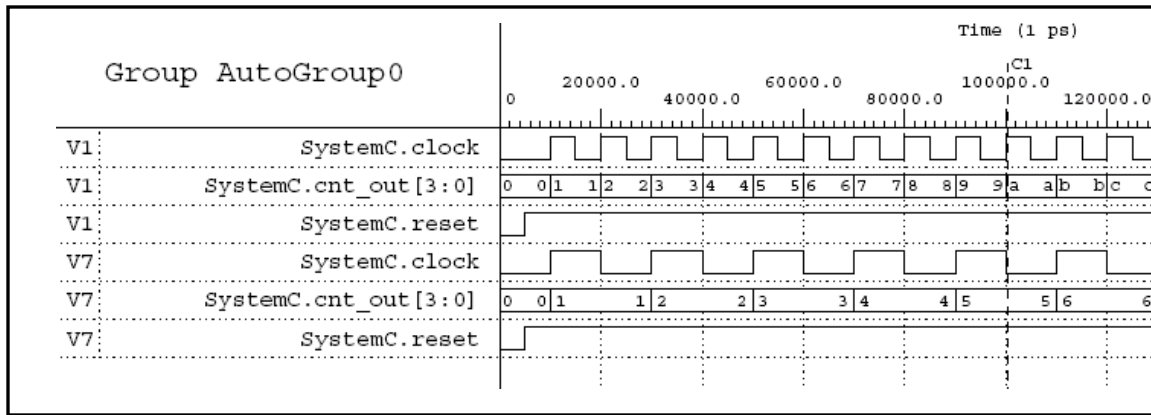 Time (1 ps)
Group AutoGroup0
C1
20000.0 60000.0 100000.0
0 40000.0 80000.0 120000.0
V1 SystemC.clock
V1 SystemC.cnt_out[3:0] 0 0 1 1 2 2 3 3 4 4 5 5 6 6 7 7 8 8 9 9 a a b b c c
V1 SystemC.reset
V7 SystemC.clock
V7 SystemC.cnt_out[3:0] 0 0 1 1 2 2 3 3 4 4 5 5 6 6
V7 SystemC.reset